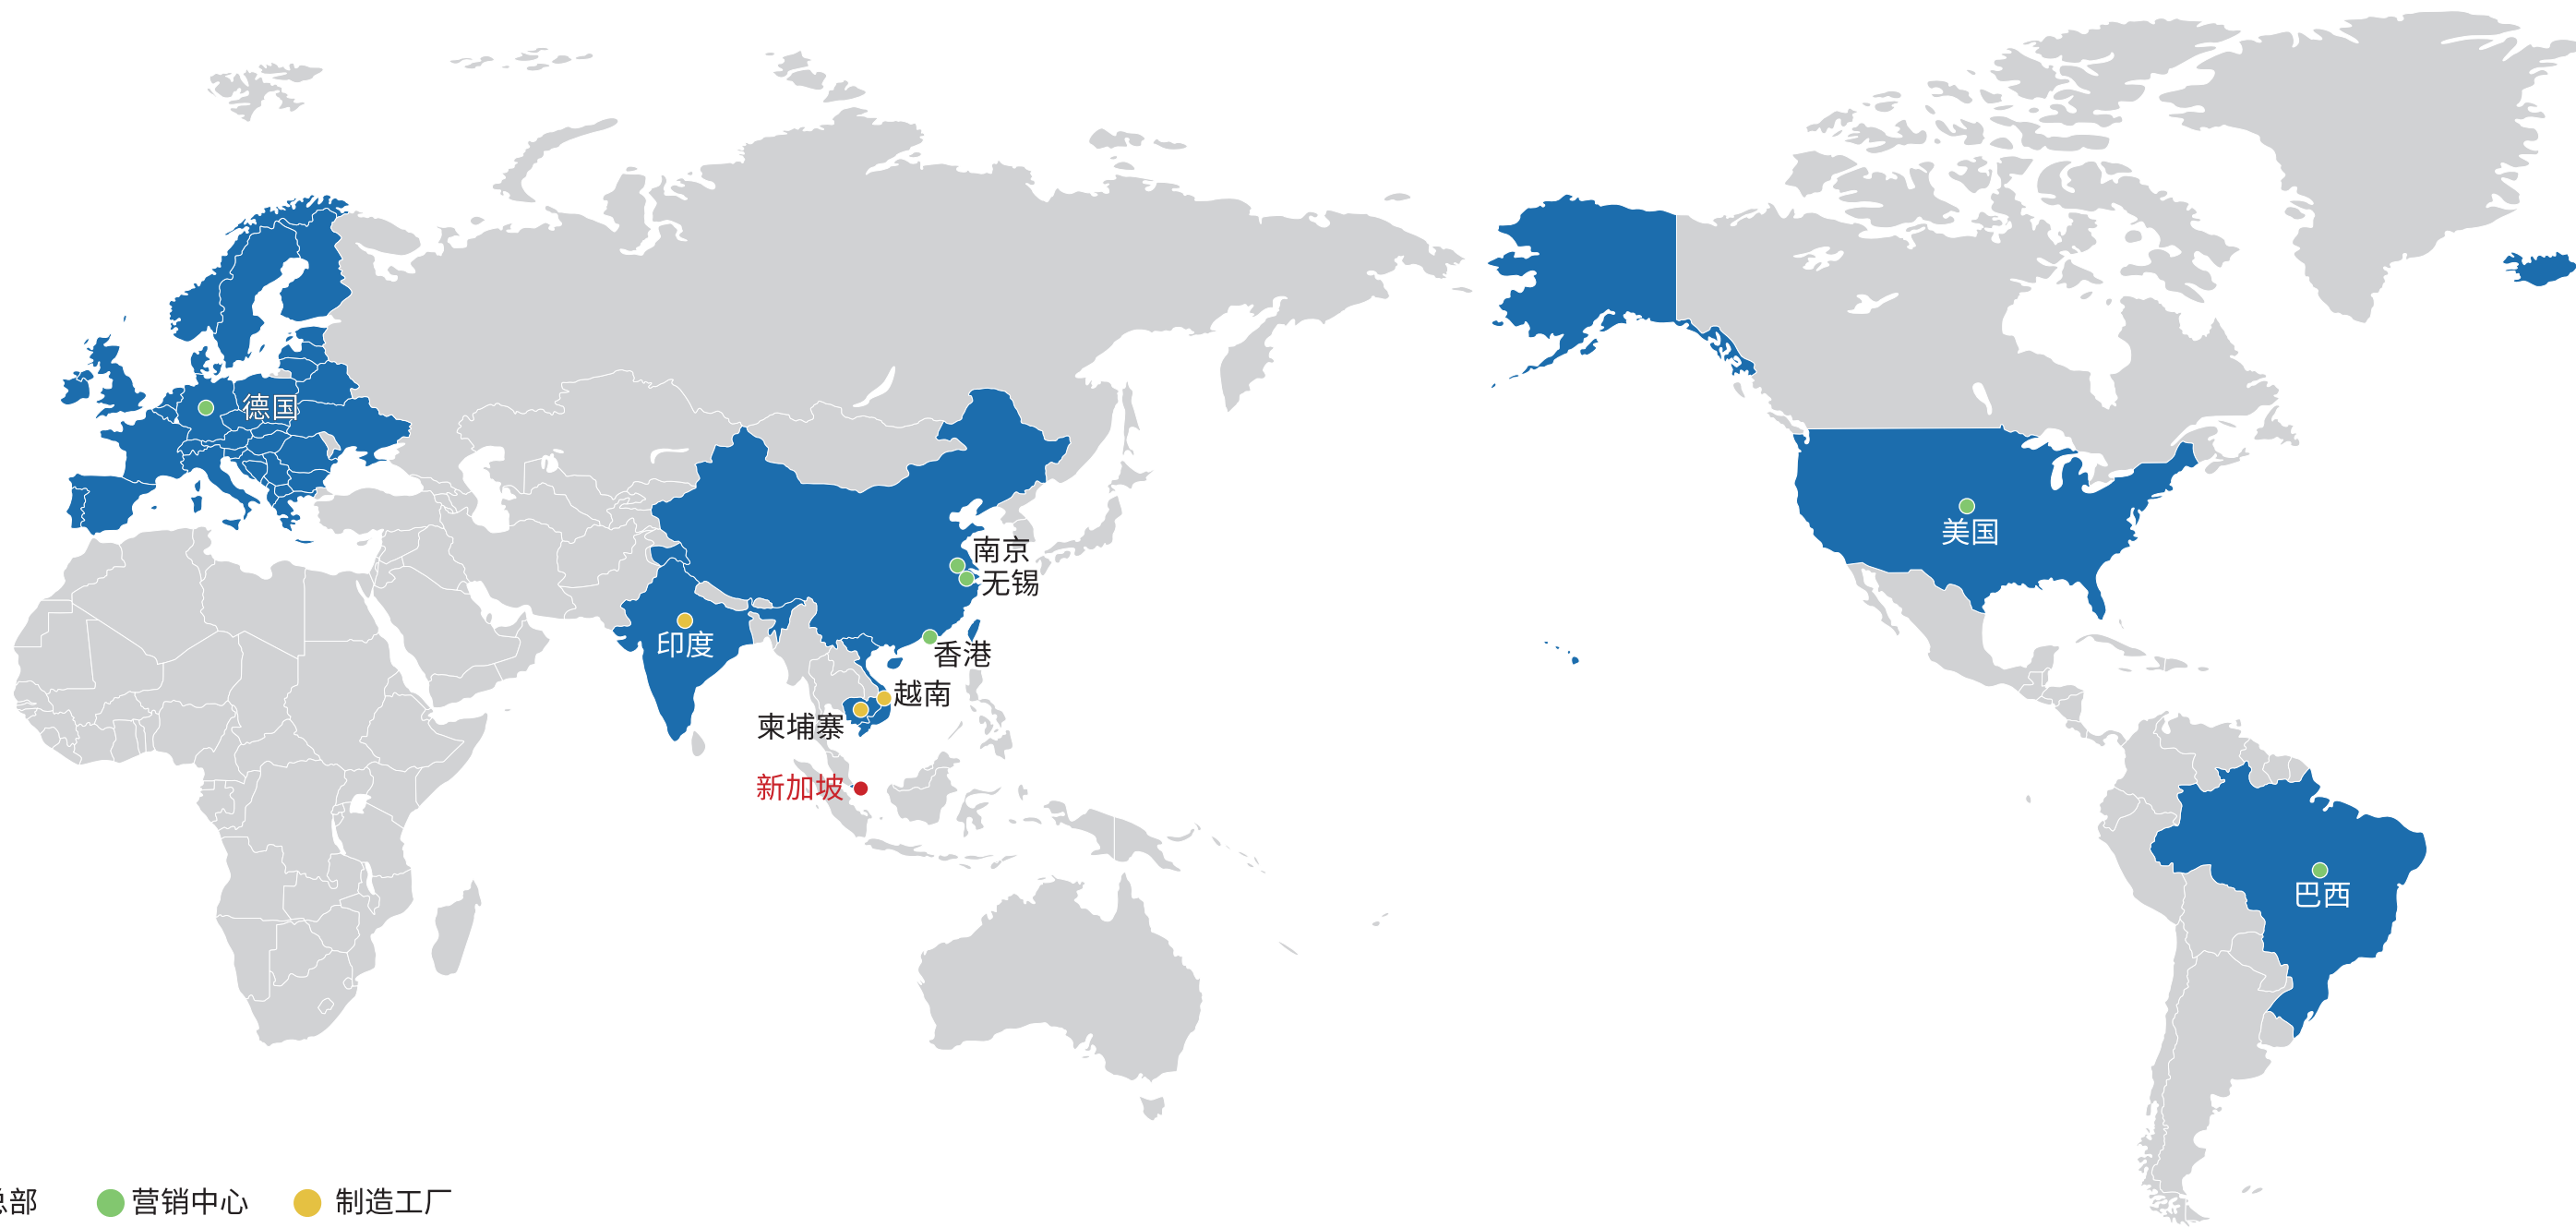 德国
美国
南京
无锡
印度
香港
越南
柬埔寨
新加坡
巴西
总部
营销中心
制造工厂